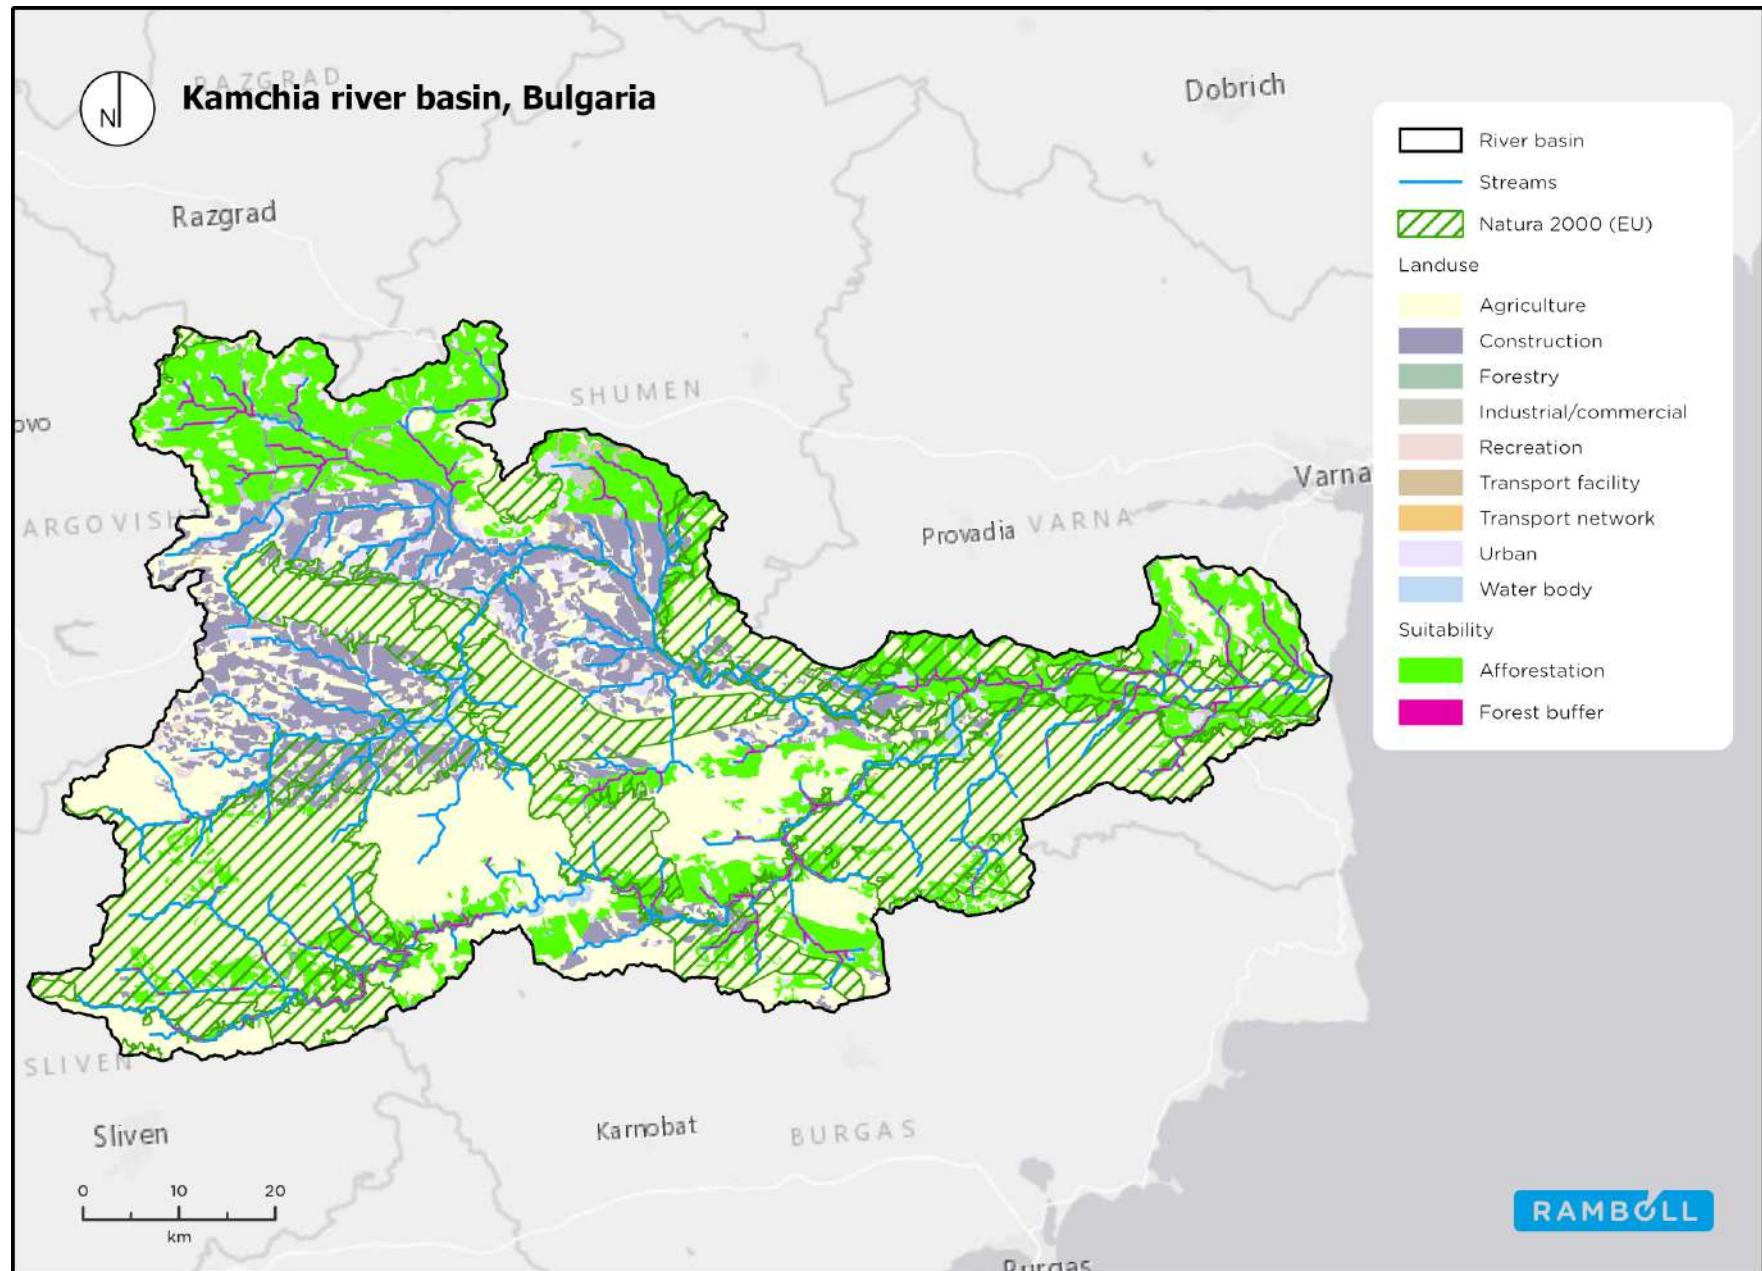 RAZGRAD
Kamchia river basin, Bulgaria
N
Dobrich
River basin
Streams
Natura 2000 (EU)
Razgrad
Landuse
Agriculture
Construction
Forestry
SHUMEN
Industrial/commercial
ovo
Recreation
Varna
Transport facility
ARGOVISHT
Provadia
VARNA
Transport network
Urban
Water body
Suitability
Afforestation
Forest buffer
SLIVEN
Sliven
Karnobat
BURGAS
0 10 20
km
RAMBOLL
Burgas